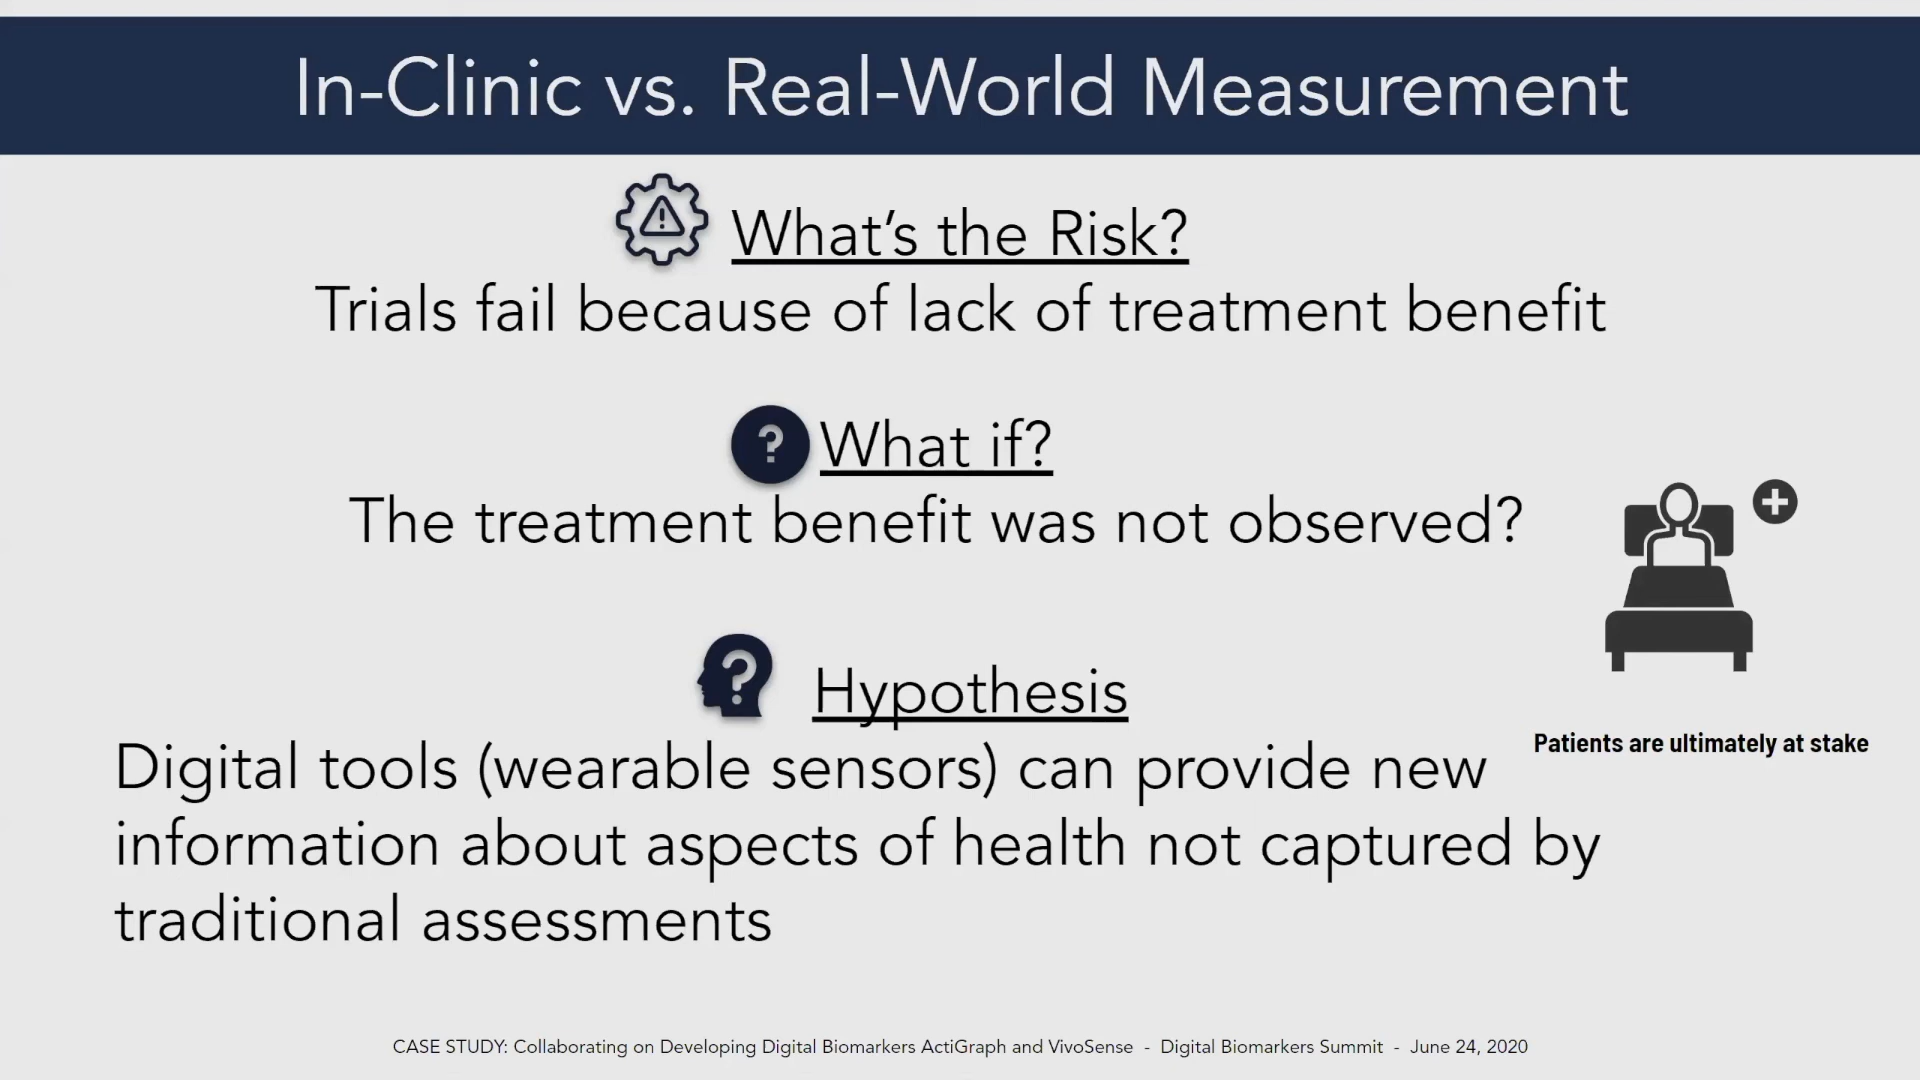 In-Clinic vs. Real-World Measurement
What's the Risk?
Trials fail because of lack of treatment benefit
? What if?
The treatment benefit was not observed?
? Hypothesis
Digital tools (wearable sensors) can provide new
information about aspects of health not captured by
traditional assessments
Patients are ultimately at stake
CASE STUDY: Collaborating on Developing Digital Biomarkers ActiGraph and VivoSense - Digital Biomarkers Summit - June 24, 2020